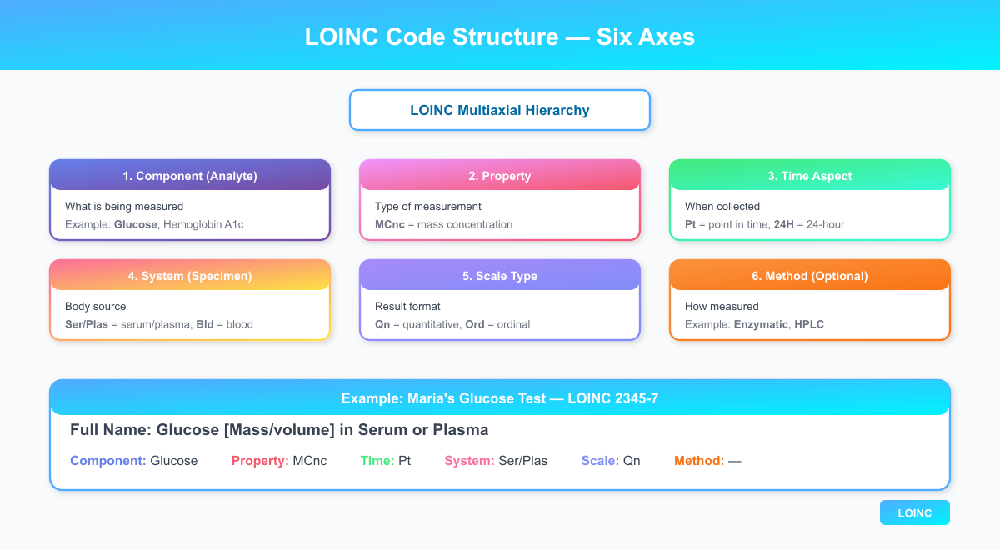 LOINC Code Structure — Six Axes
LOINC Multiaxial Hierarchy
1. Component (Analyte)
What is being measured
Example: Glucose, Hemoglobin A1c
2. Property
Type of measurement
MCnc = mass concentration
3. Time Aspect
When collected
Pt = point in time, 24H = 24-hour
4. System (Specimen)
Body source
Ser/Plas = serum/plasma, Bld = blood
5. Scale Type
Result format
Qn = quantitative, Ord = ordinal
6. Method (Optional)
How measured
Example: Enzymatic, HPLC
Example: Maria's Glucose Test — LOINC 2345-7
Full Name: Glucose [Mass/volume] in Serum or Plasma
Component: Glucose Property: MCnc Time: Pt System: Ser/Plas Scale: Qn Method: —
LOINC